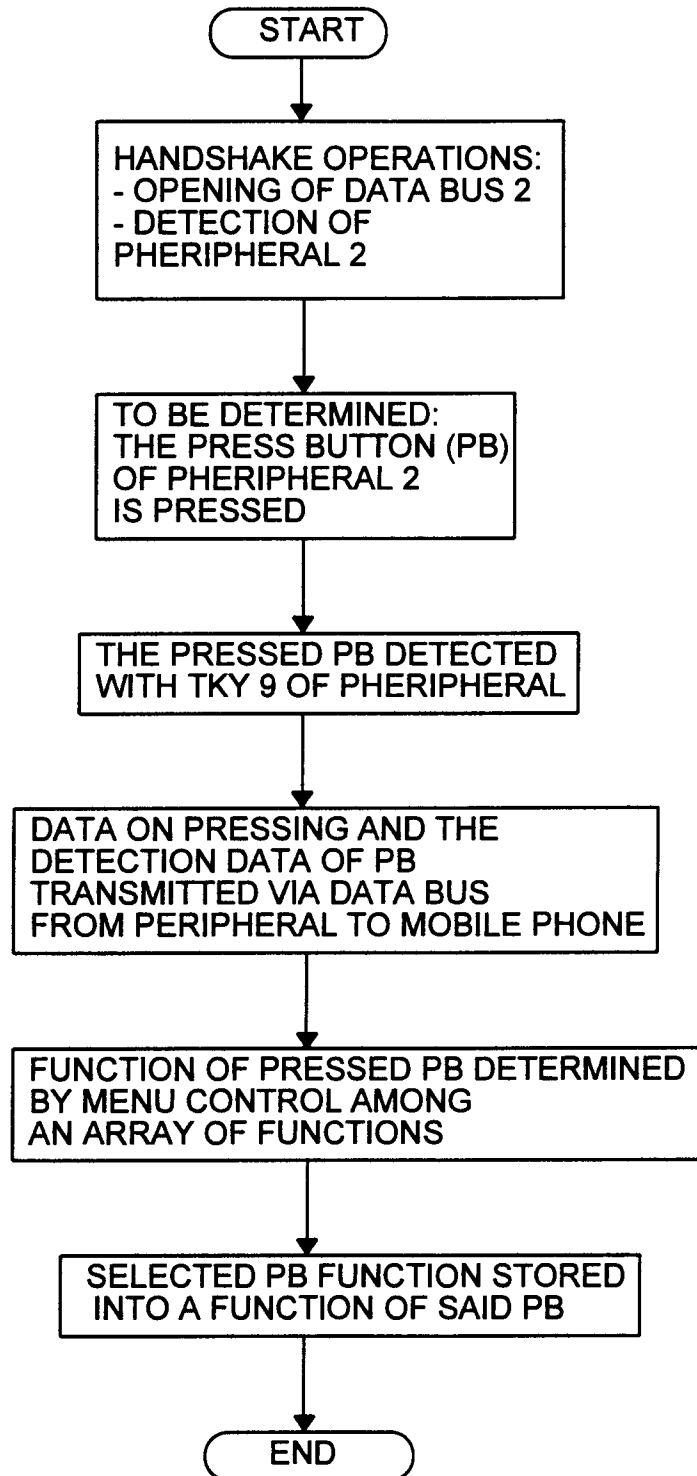 START
HANDSHAKE OPERATIONS:
- OPENING OF DATA BUS 2
- DETECTION OF
PHERIPHERAL 2
TO BE DETERMINED:
THE PRESS BUTTON (PB)
OF PHERIPHERAL 2
IS PRESSED
THE PRESSED PB DETECTED
WITH TKY 9 OF PHERIPHERAL
DATA ON PRESSING AND THE
DETECTION DATA OF PB
TRANSMITTED VIA DATA BUS
FROM PERIPHERAL TO MOBILE PHONE
FUNCTION OF PRESSED PB DETERMINED
BY MENU CONTROL AMONG
AN ARRAY OF FUNCTIONS
SELECTED PB FUNCTION STORED
INTO A FUNCTION OF SAID PB
END